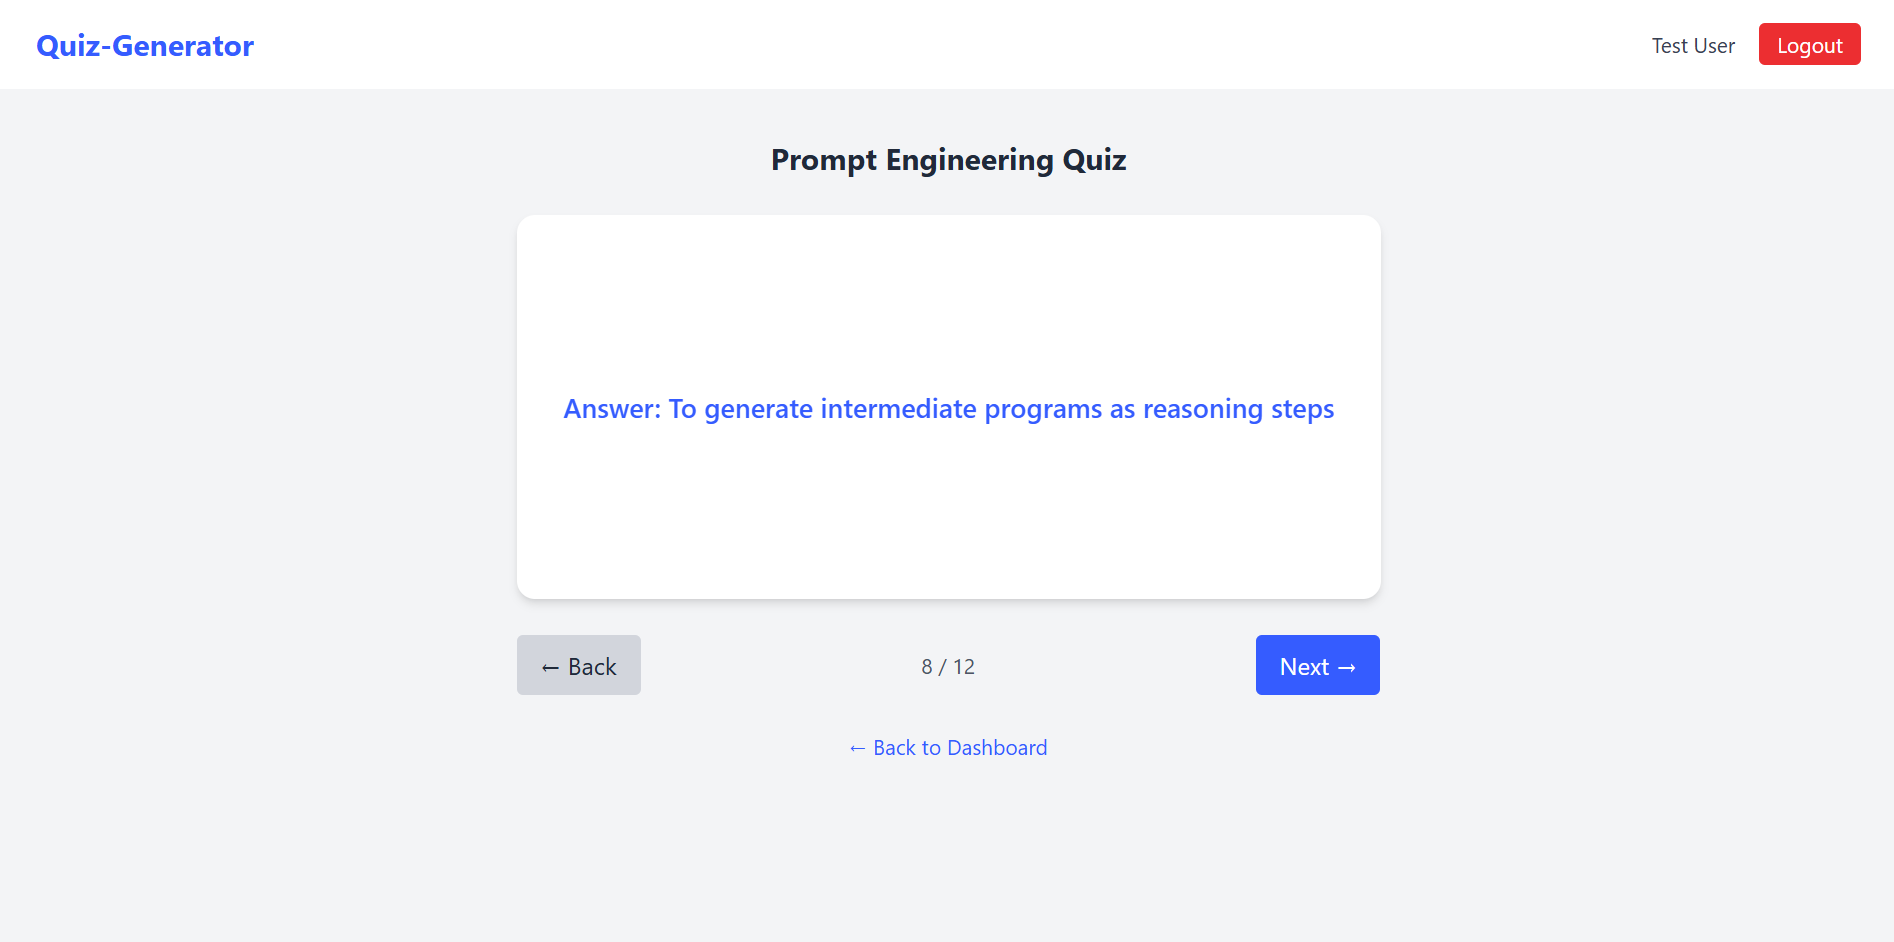 Quiz-Generator
Test User
Logout
Prompt Engineering Quiz
Answer: To generate intermediate programs as reasoning steps
← Back
8 / 12
Next →
← Back to Dashboard